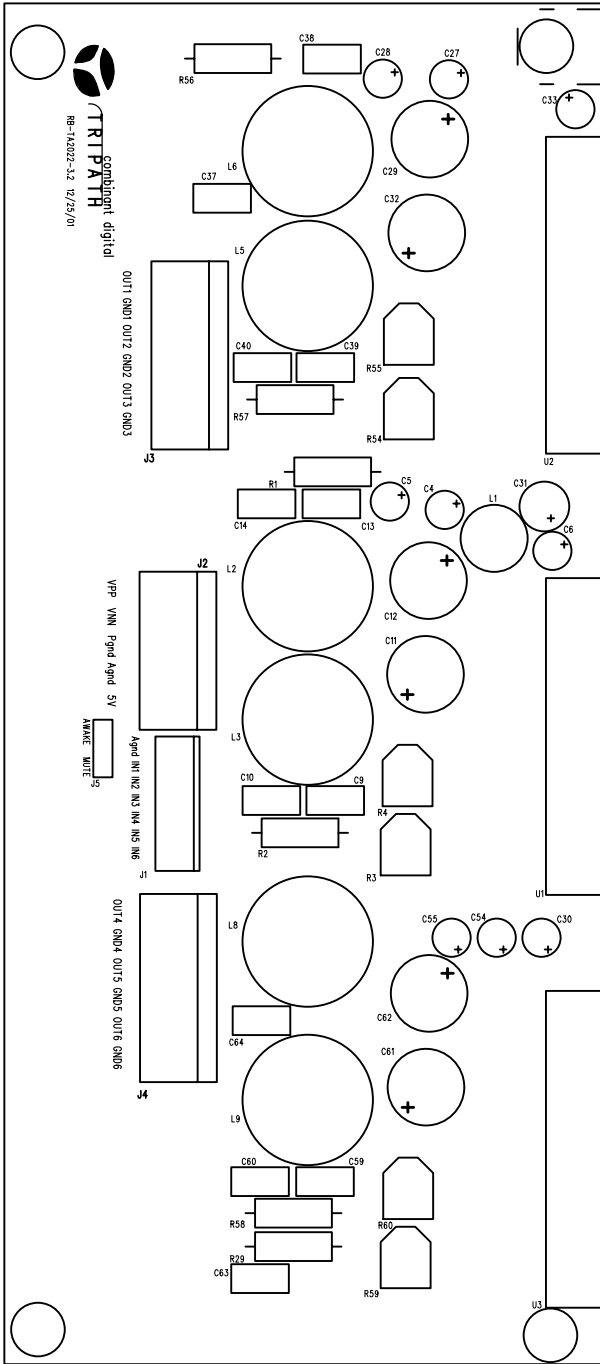 C38
C28
C27
R56
C33
TRIPATH
combinant digital
RB-TA2022-3.2 12/25/01
L6
C29
C37
C32
L5
OUT1 GND1 OUT2 GND2 OUT3 GND3
C40
C39
R55
R57
R54
J3
U2
R1
C5
C4
L1
C31
C14
C13
C6
J2
L2
C12
VPP VNN Pgnd Agnd 5V
C11
L3
AWAKE MUTE
J5
Agnd IN1 IN2 IN3 IN4 IN5 IN6
C10
C9
R4
R2
J1
R3
U1
OUT4 GND4 OUT5 GND5 OUT6 GND6
L8
C55
C54
C30
C62
C64
C61
J4
L9
C60
C59
R58
R60
R29
C63
R59
U3